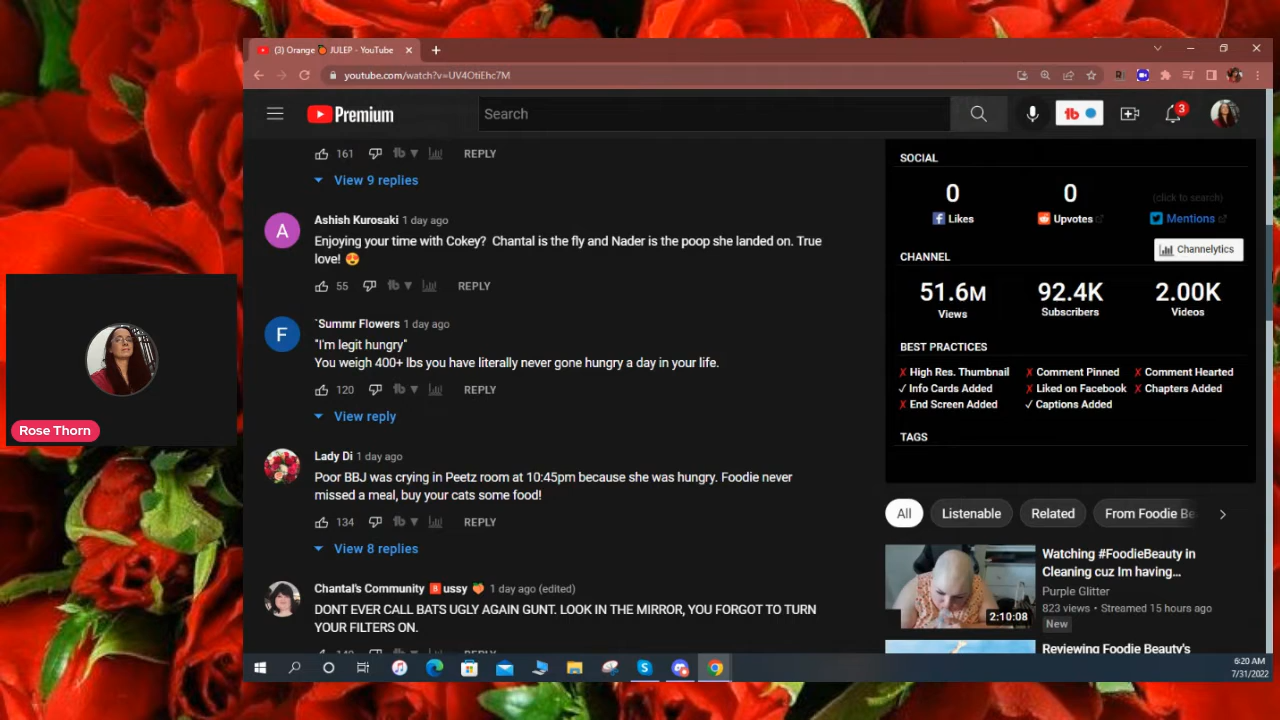 (3) Orange 🍊 JULEP - YouTube
youtube.com/watch?v=UV4OtiEhc7M
Premium
Search
tb
3
161
REPLY
View 9 replies
A
Ashish Kurosaki 1 day ago
Enjoying your time with Cokey? Chantal is the fly and Nader is the poop she landed on. True
love! 😍
55
tb
REPLY
F
`Summr Flowers 1 day ago
"I'm legit hungry"
You weigh 400+ lbs you have literally never gone hungry a day in your life.
120
tb
REPLY
View reply
Lady Di 1 day ago
Poor BBJ was crying in Peetz room at 10:45pm because she was hungry. Foodie never
missed a meal, buy your cats some food!
134
tb
REPLY
View 8 replies
Chantal's Community 🅱️ussy 🍑 1 day ago (edited)
DONT EVER CALL BATS UGLY AGAIN GUNT. LOOK IN THE MIRROR, YOU FORGOT TO TURN
YOUR FILTERS ON.
SOCIAL
0
Likes
0
Upvotes
(click to search)
Mentions
CHANNEL
Channelytics
51.6M
Views
92.4K
Subscribers
2.00K
Videos
BEST PRACTICES
✗ High Res. Thumbnail ✗ Comment Pinned ✗ Comment Hearted
✓ Info Cards Added ✗ Liked on Facebook ✗ Chapters Added
✗ End Screen Added ✓ Captions Added
TAGS
All
Listenable
Related
From Foodie Be
Watching #FoodieBeauty in
Cleaning cuz Im having...
Purple Glitter
823 views • Streamed 15 hours ago
New
2:10:08
Reviewing Foodie Beauty's
Rose Thorn
6:20 AM
7/31/2022